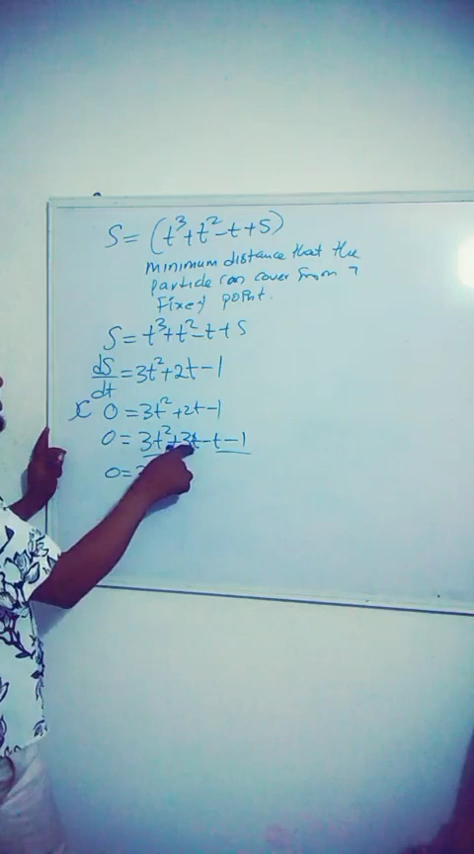 S = (t³+t²-t+5)
minimum distance that the
particle can cover from a
fixed point.
S = t³+t²-t+5
dS/dt = 3t²+2t-1
0 = 3t²+2t-1
0 = 3t²+3t-t-1
0=3